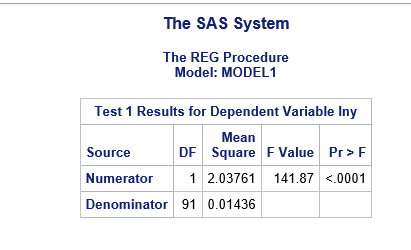 The SAS System
The REG Procedure
Model: MODEL1
Test 1 Results for Dependent Variable lny
Mean
Source DF Square F Value Pr > F
Numerator 1 2.03761 141.87 <.0001
Denominator 91 0.01436